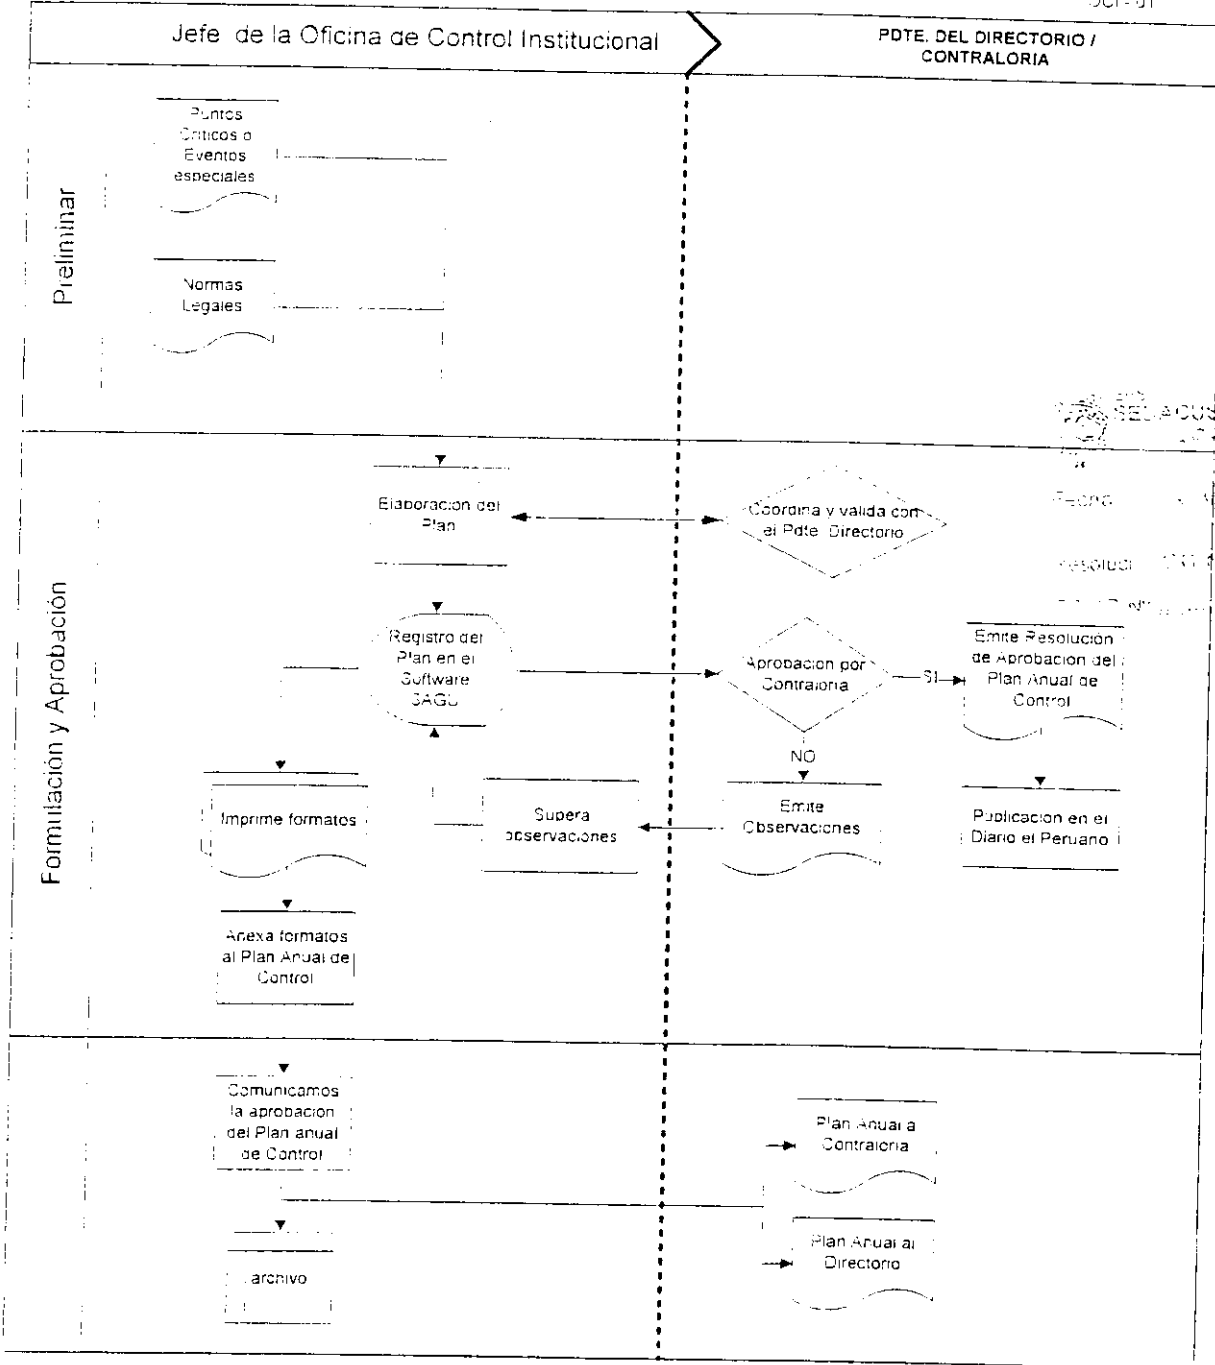 OCI - 01
Jefe de la Oficina de Control Institucional
PDTE. DEL DIRECTORIO /
CONTRALORIA
Preliminar
Puntos
Criticos o
Eventos
especiales
Normas
Legales
Formulación y Aprobación
Elaboracion del
Plan
Coordina y valida con
el Pdte. Directorio
Registro del
Plan en el
Software
SAGU
Aprobacion por
Contraloria
SI
Emite Resolución
de Aprobacion del
Plan Anual de
Control
NO
Imprime formatos
Supera
observaciones
Emite
Observaciones
Publicacion en el
Diario el Peruano
Anexa formatos
al Plan Anual de
Control
Comunicamos
la aprobacion
del Plan anual
de Control
Plan Anual a
Contraloria
Plan Anual al
Directorio
archivo